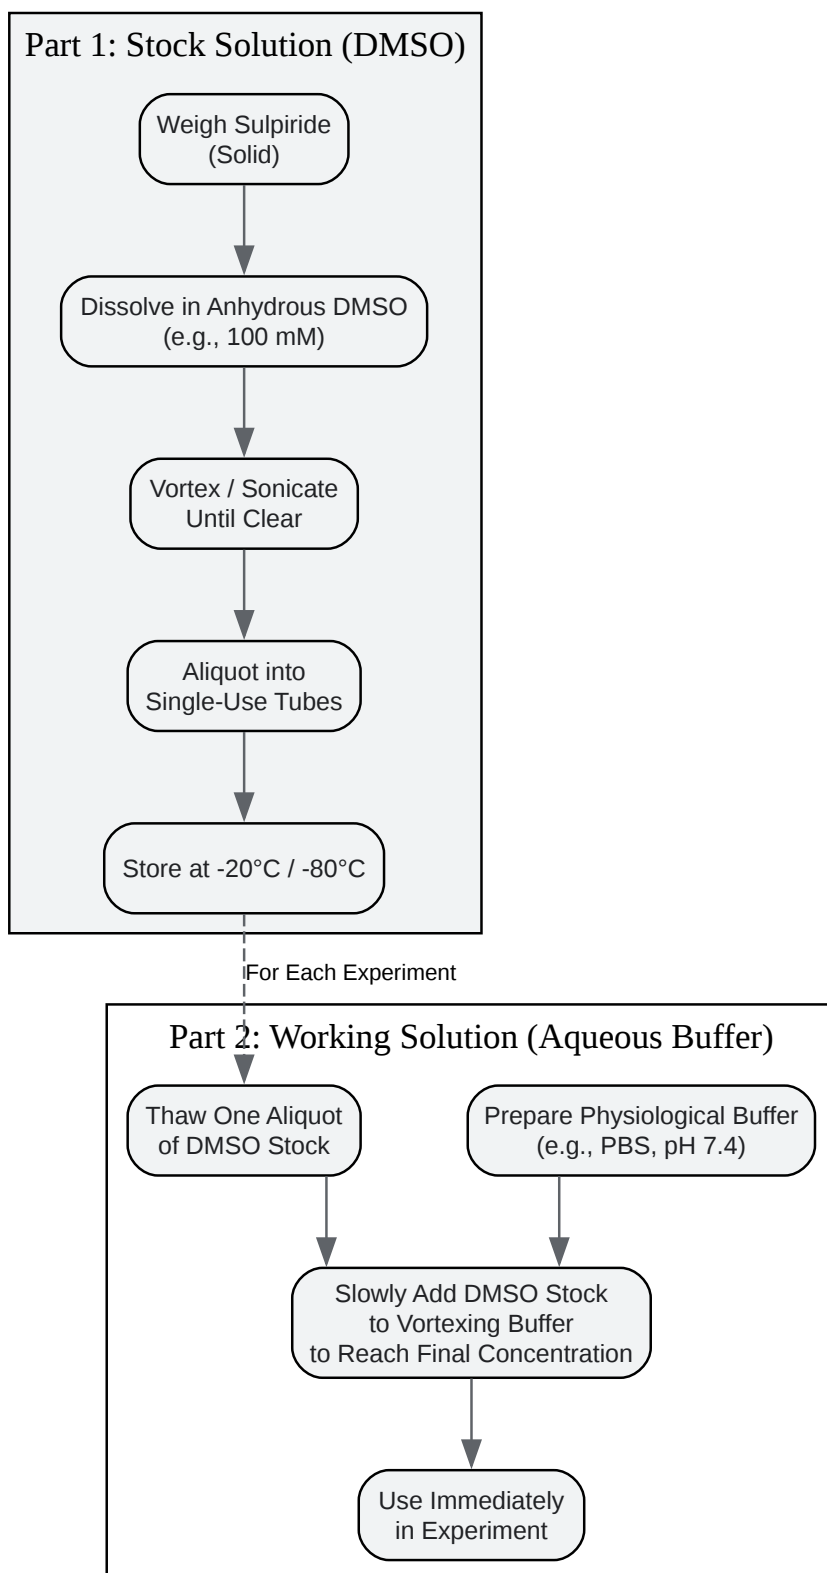 Part 1: Stock Solution (DMSO)
Weigh Sulpiride
(Solid)
Dissolve in Anhydrous DMSO
(e.g., 100 mM)
Vortex / Sonicate
Until Clear
Aliquot into
Single-Use Tubes
Store at -20°C / -80°C
For Each Experiment
Part 2: Working Solution (Aqueous Buffer)
Thaw One Aliquot
of DMSO Stock
Prepare Physiological Buffer
(e.g., PBS, pH 7.4)
Slowly Add DMSO Stock
to Vortexing Buffer
to Reach Final Concentration
Use Immediately
in Experiment